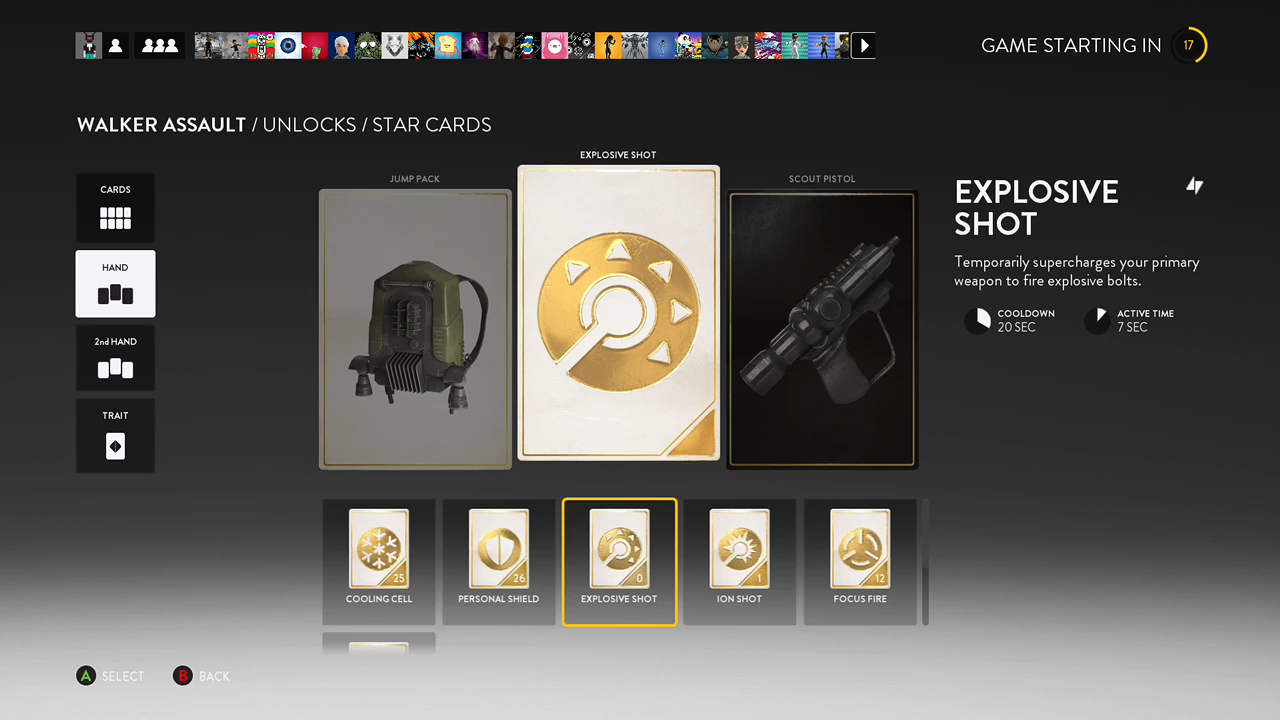 GAME STARTING IN 17
WALKER ASSAULT / UNLOCKS / STAR CARDS
CARDS
HAND
2nd HAND
TRAIT
JUMP PACK
EXPLOSIVE SHOT
SCOUT PISTOL
EXPLOSIVE
SHOT
Temporarily supercharges your primary
weapon to fire explosive bolts.
COOLDOWN
20 SEC
ACTIVE TIME
7 SEC
25
COOLING CELL
26
PERSONAL SHIELD
0
EXPLOSIVE SHOT
1
ION SHOT
12
FOCUS FIRE
A SELECT
B BACK